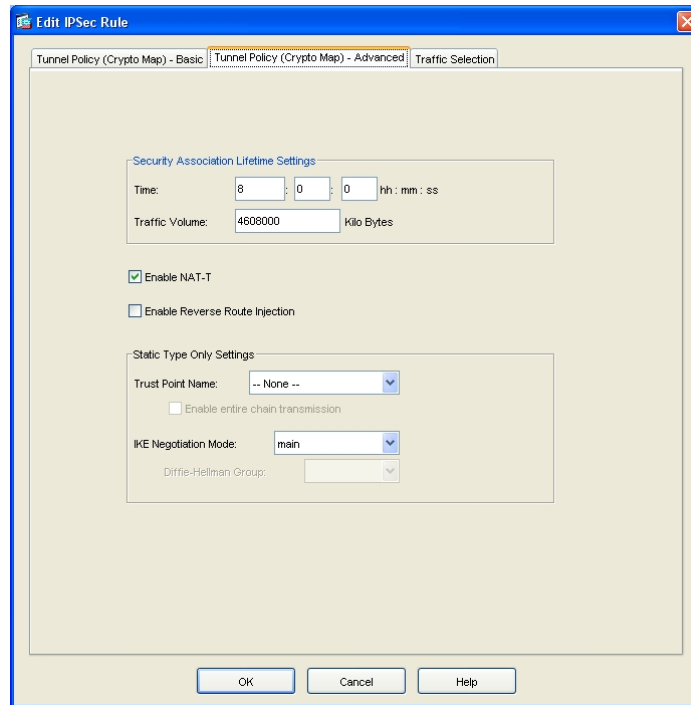 Edit IPSec Rule
Tunnel Policy (Crypto Map) - Basic Tunnel Policy (Crypto Map) - Advanced Traffic Selection
Security Association Lifetime Settings
Time: 8 : 0 : 0 hh : mm : ss
Traffic Volume: 4608000 Kilo Bytes
Enable NAT-T
Enable Reverse Route Injection
Static Type Only Settings
Trust Point Name: -- None --
Enable entire chain transmission
IKE Negotiation Mode: main
Diffie-Hellman Group:
OK Cancel Help